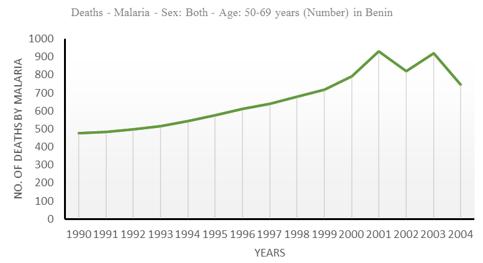 Deaths - Malaria - Sex: Both - Age: 50-69 years (Number) in Benin
NO. OF DEATHS BY MALARIA
1000
900
800
700
600
500
400
300
200
100
0
1990 1991 1992 1993 1994 1995 1996 1997 1998 1999 2000 2001 2002 2003 2004
YEARS